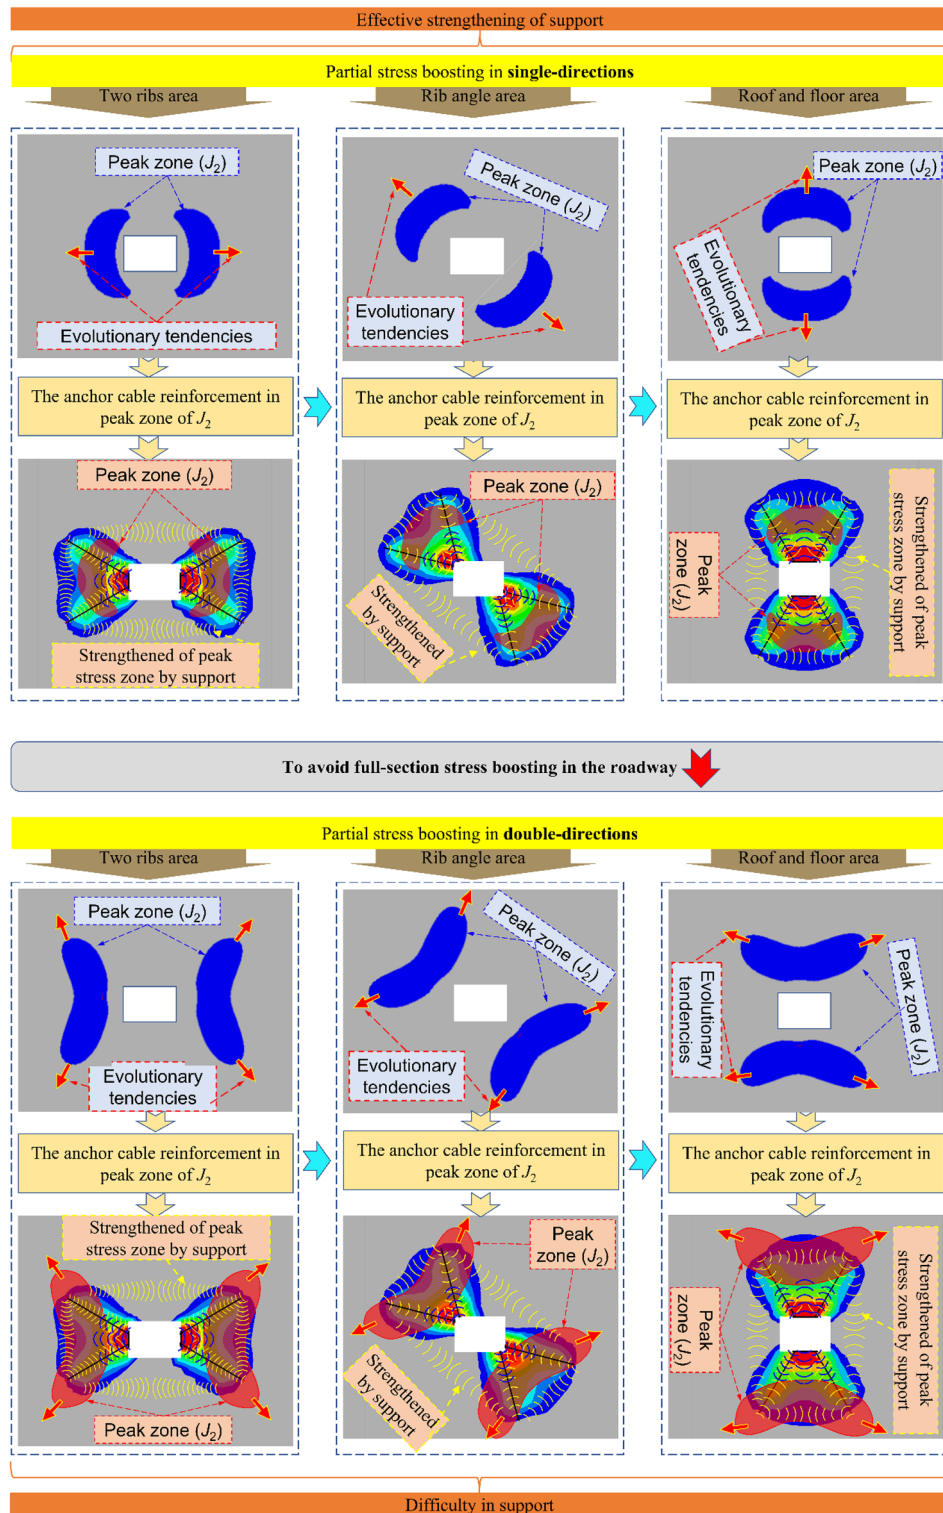 Effective strengthening of support
Partial stress boosting in single-directions
Two ribs area
Rib angle area
Roof and floor area
Peak zone (J2)
Evolutionary tendencies
Peak zone (J2)
Evolutionary
tendencies
Peak zone (J2)
Evolutionary
tendencies
The anchor cable reinforcement in
peak zone of J2
The anchor cable reinforcement in
peak zone of J2
The anchor cable reinforcement in
peak zone of J2
Peak zone (J2)
Strengthened of peak
stress zone by support
Peak zone (J2)
Strengthened
by support
Peak
zone (J2)
Strengthened of peak
stress zone by support
To avoid full-section stress boosting in the roadway
Partial stress boosting in double-directions
Two ribs area
Rib angle area
Roof and floor area
Peak zone (J2)
Evolutionary
tendencies
Peak zone (J2)
Evolutionary
tendencies
Evolutionary
tendencies
Peak zone (J2)
The anchor cable reinforcement in
peak zone of J2
The anchor cable reinforcement in
peak zone of J2
The anchor cable reinforcement in
peak zone of J2
Strengthened of peak
stress zone by support
Peak zone (J2)
Peak
zone (J2)
Strengthened
by support
Peak
zone (J2)
Strengthened of peak
stress zone by support
Difficulty in support